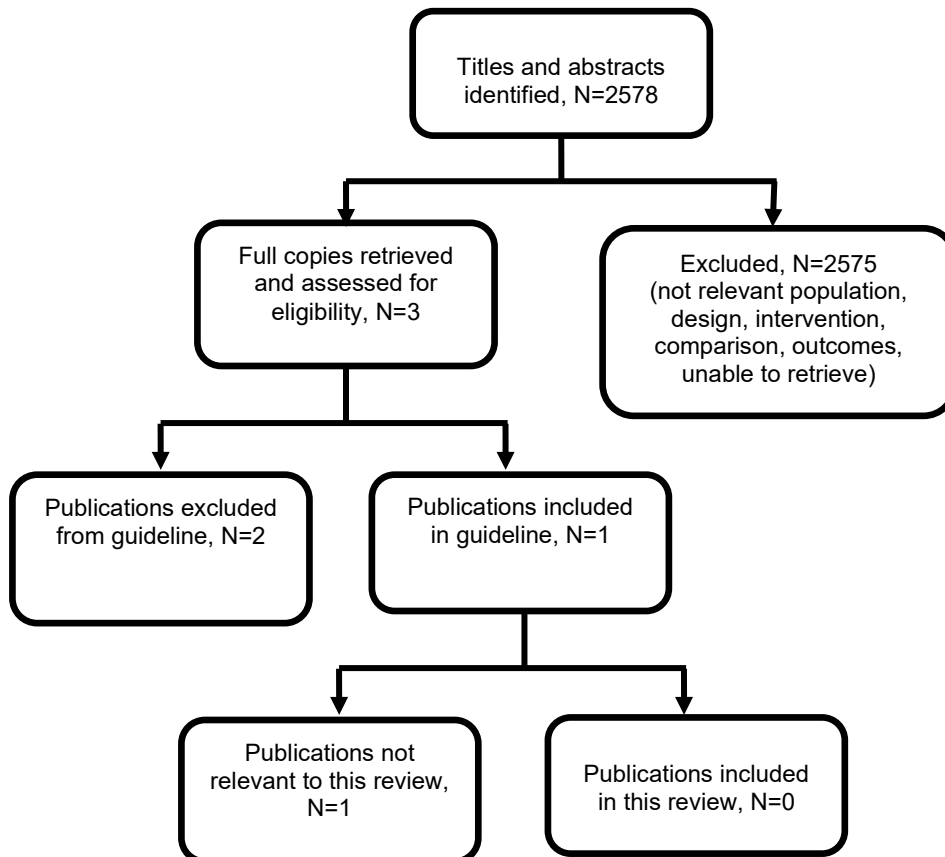 Titles and abstracts
identified, N=2578
Full copies retrieved
and assessed for
eligibility, N=3
Excluded, N=2575
(not relevant population,
design, intervention,
comparison, outcomes,
unable to retrieve)
Publications excluded
from guideline, N=2
Publications included
in guideline, N=1
Publications not
relevant to this review,
N=1
Publications included
in this review, N=0